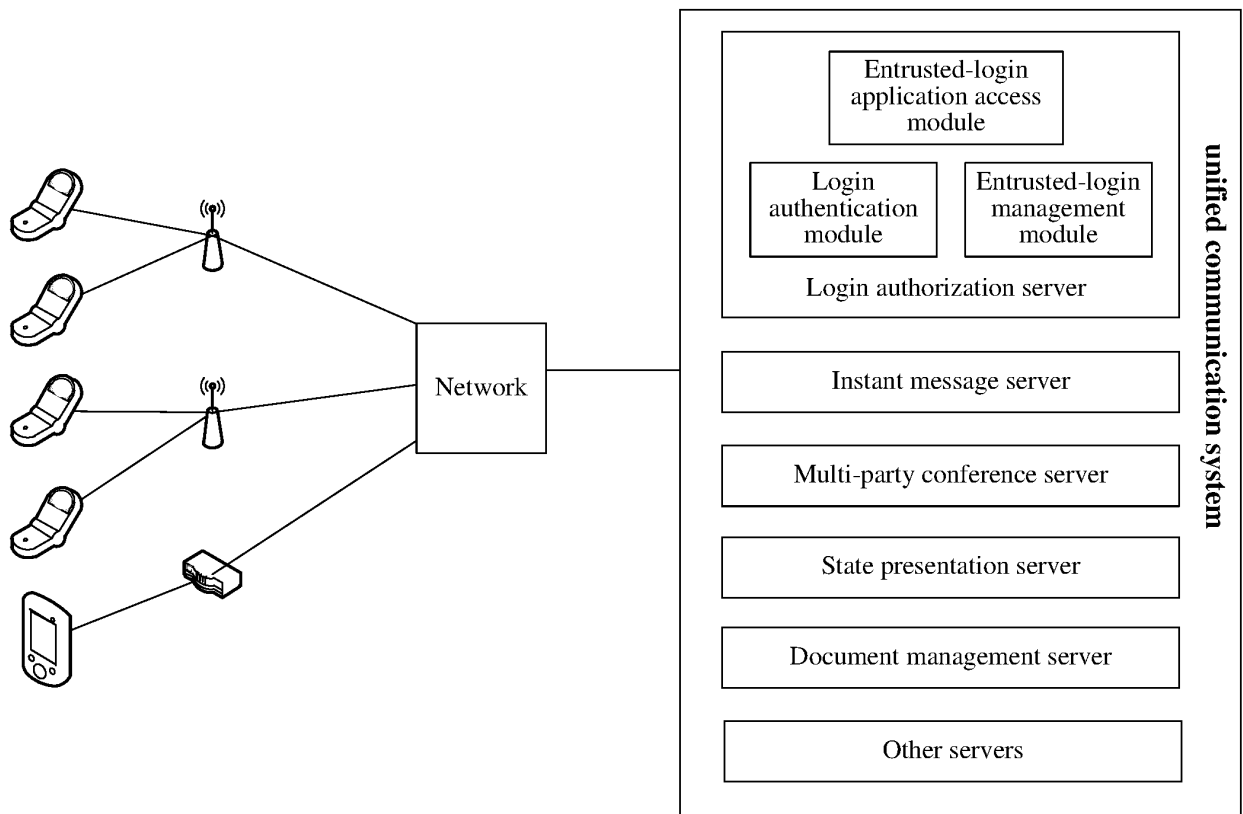 Entrusted-login
application access
module
Login
authentication
module
Entrusted-login
management
module
Login authorization server
Network
Instant message server
Multi-party conference server
State presentation server
Document management server
Other servers
unified communication system